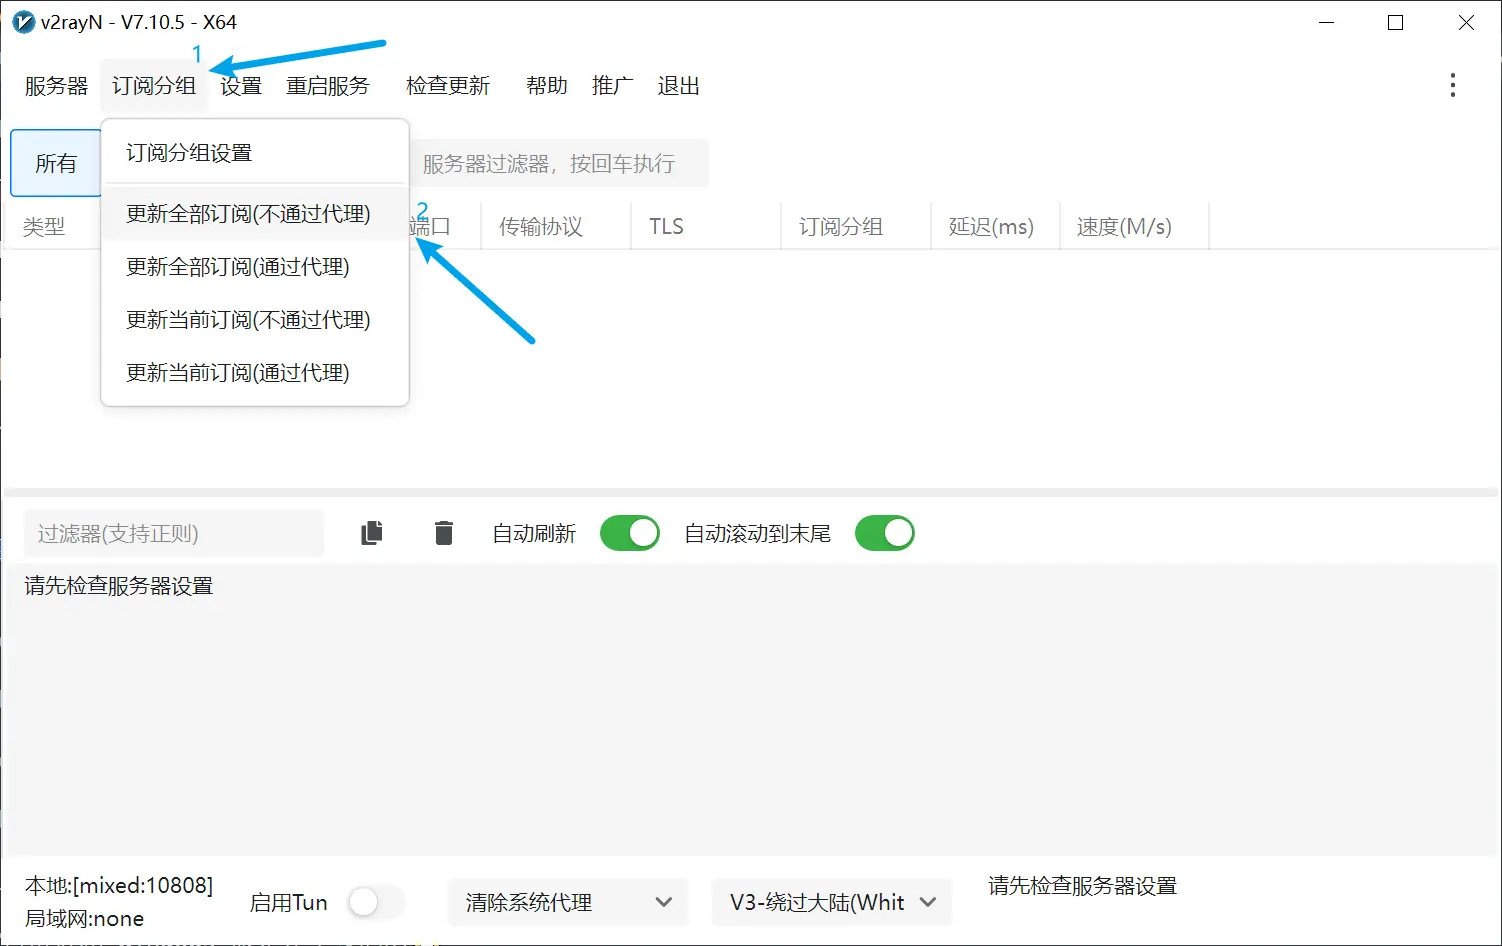 v2rayN - V7.10.5 - X64
1
服务器 订阅分组 设置 重启服务 检查更新 帮助 推广 退出
所有 订阅分组设置 服务器过滤器，按回车执行
更新全部订阅(不通过代理) 2
类型 端口 传输协议 TLS 订阅分组 延迟(ms) 速度(M/s)
更新全部订阅(通过代理)
更新当前订阅(不通过代理)
更新当前订阅(通过代理)
过滤器(支持正则) 自动刷新 自动滚动到末尾
请先检查服务器设置
本地:[mixed:10808] 启用Tun 清除系统代理 V3-绕过大陆(Whit 请先检查服务器设置
局域网:none